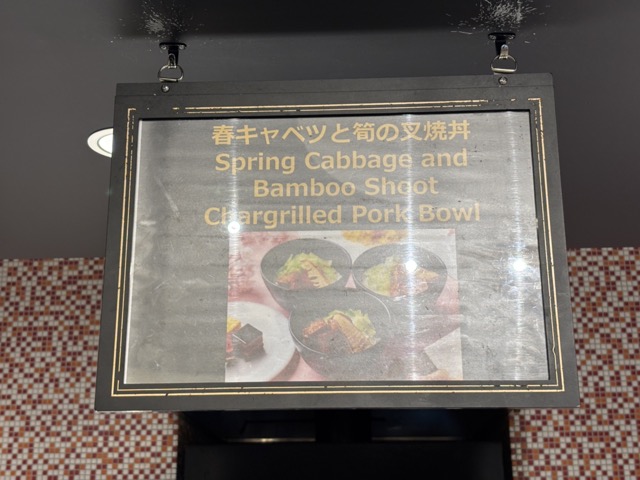 春キャベツと筍の叉焼丼
Spring Cabbage and
Bamboo Shoot
Chargrilled Pork Bowl